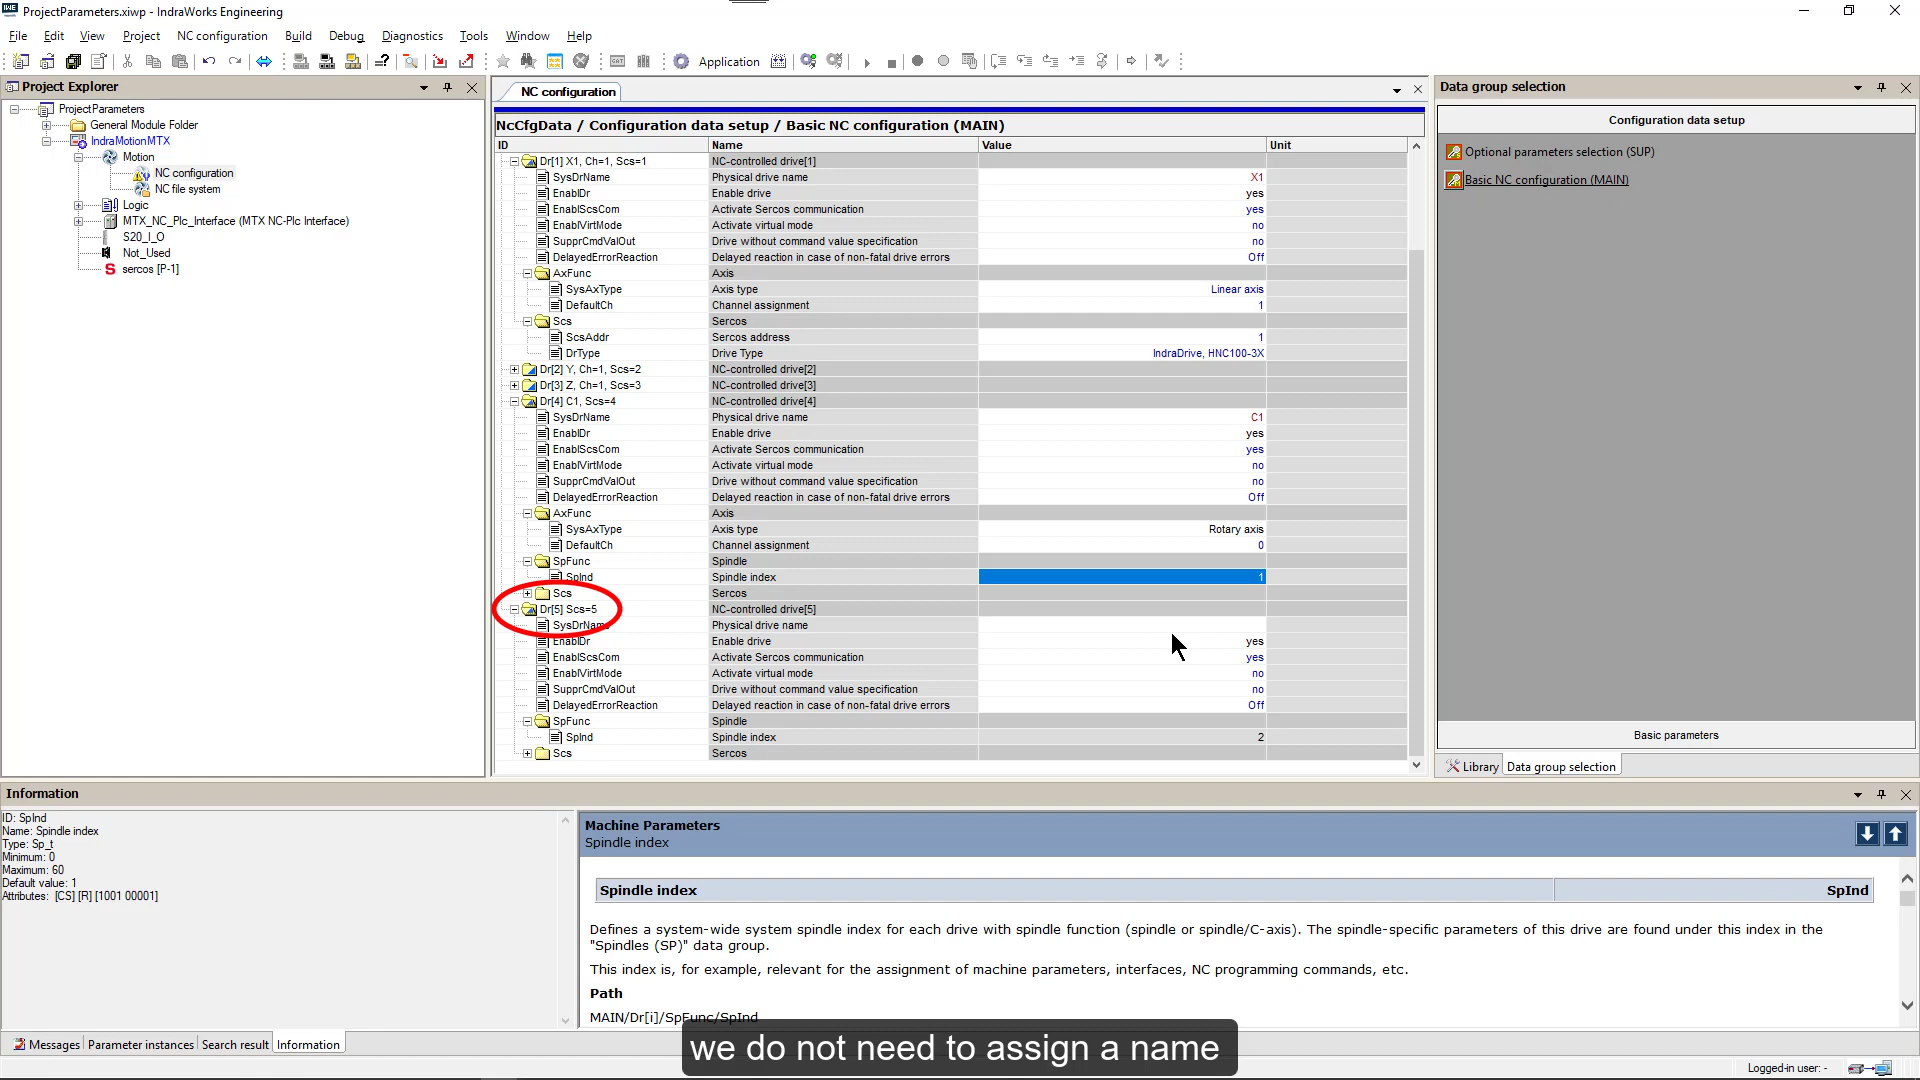 ProjectParameters.xiwp - IndraWorks Engineering
File Edit View Project NC configuration Build Debug Diagnostics Tools Window Help
Application
Project Explorer
ProjectParameters
General Module Folder
IndraMotionMTX
Motion
NC configuration
NC file system
Logic
MTX_NC_Plc_Interface (MTX NC-Plc Interface)
S20_I_O
Not_Used
sercos [P-1]
NC configuration
NcCfgData / Configuration data setup / Basic NC configuration (MAIN)
ID Name Value Unit
Dr[1] X1, Ch=1, Scs=1 NC-controlled drive[1]
SysDrName Physical drive name X1
EnablDr Enable drive yes
EnablScsCom Activate Sercos communication yes
EnablVirtMode Activate virtual mode no
SupprCmdValOut Drive without command value specification no
DelayedErrorReaction Delayed reaction in case of non-fatal drive errors Off
AxFunc Axis
SysAxType Axis type Linear axis
DefaultCh Channel assignment 1
Scs Sercos
ScsAddr Sercos address 1
DrType Drive Type IndraDrive, HNC100-3X
Dr[2] Y, Ch=1, Scs=2 NC-controlled drive[2]
Dr[3] Z, Ch=1, Scs=3 NC-controlled drive[3]
Dr[4] C1, Scs=4 NC-controlled drive[4]
SysDrName Physical drive name C1
EnablDr Enable drive yes
EnablScsCom Activate Sercos communication yes
EnablVirtMode Activate virtual mode no
SupprCmdValOut Drive without command value specification no
DelayedErrorReaction Delayed reaction in case of non-fatal drive errors Off
AxFunc Axis
SysAxType Axis type Rotary axis
DefaultCh Channel assignment 0
SpFunc Spindle
SpInd Spindle index 1
Scs Sercos
Dr[5] Scs=5 NC-controlled drive[5]
SysDrName Physical drive name
EnablDr Enable drive yes
EnablScsCom Activate Sercos communication yes
EnablVirtMode Activate virtual mode no
SupprCmdValOut Drive without command value specification no
DelayedErrorReaction Delayed reaction in case of non-fatal drive errors Off
SpFunc Spindle
SpInd Spindle index 2
Scs Sercos
Data group selection
Configuration data setup
Optional parameters selection (SUP)
Basic NC configuration (MAIN)
Basic parameters
Library Data group selection
Information
ID: SpInd
Name: Spindle index
Type: Sp_t
Minimum: 0
Maximum: 60
Default value: 1
Attributes: [CS] [R] [1001 00001]
Machine Parameters
Spindle index
Spindle index SpInd
Defines a system-wide system spindle index for each drive with spindle function (spindle or spindle/C-axis). The spindle-specific parameters of this drive are found under this index in the
"Spindles (SP)" data group.
This index is, for example, relevant for the assignment of machine parameters, interfaces, NC programming commands, etc.
Path
MAIN/Dr[i]/SpFunc/SpInd
Messages Parameter instances Search result Information
we do not need to assign a name
Logged-in user: -